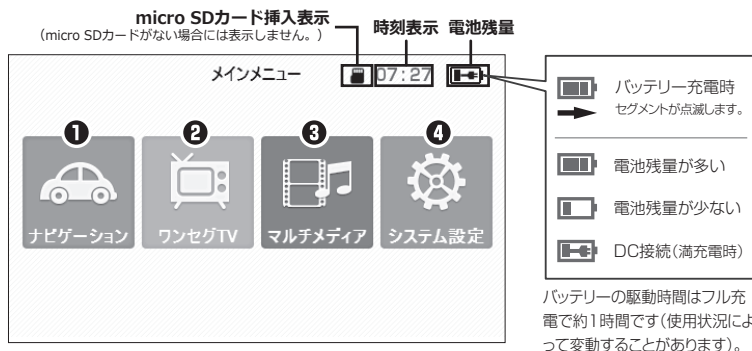 micro SDカード挿入表示
（micro SDカードがない場合には表示しません。）
時刻表示 電池残量
メインメニュー 07:27
❶ ❷ ❸ ❹
ナビゲーション ワンセグTV マルチメディア システム設定
バッテリー充電時
セグメントが点滅します。
電池残量が多い
電池残量が少ない
DC接続(満充電時)
バッテリーの駆動時間はフル充
電で約1時間です(使用状況によ
って変動することがあります)。